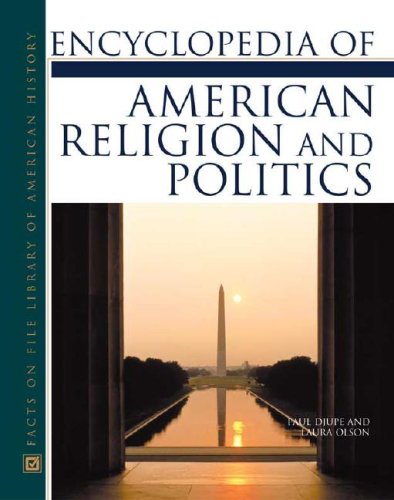 ENCYCLOPEDIA OF
AMERICAN
RELIGION AND
POLITICS
PAUL DJUPE AND
LAURA OLSON
FACTS ON FILE LIBRARY OF AMERICAN HISTORY